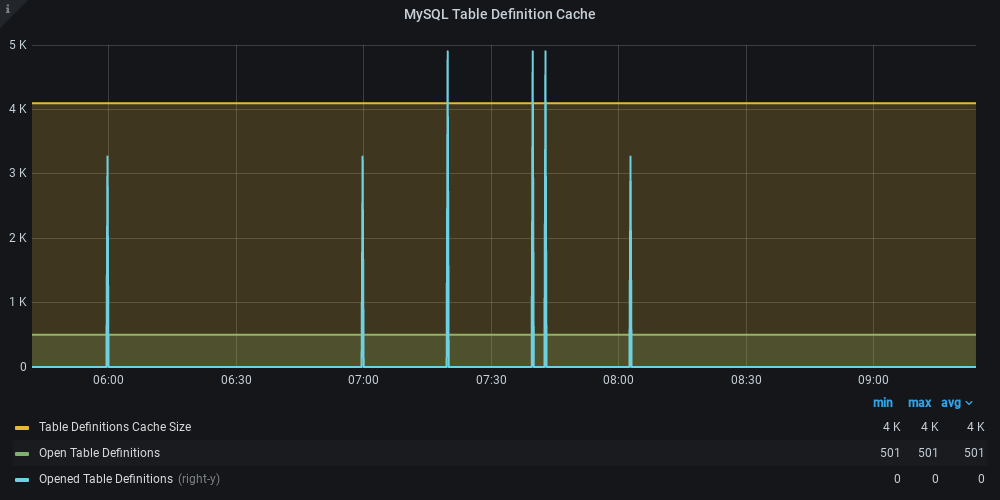 i
MySQL Table Definition Cache
5 K
4 K
3 K
2 K
1 K
0
06:00 06:30 07:00 07:30 08:00 08:30 09:00
min max avg
Table Definitions Cache Size 4 K 4 K 4 K
Open Table Definitions 501 501 501
Opened Table Definitions (right-y) 0 0 0